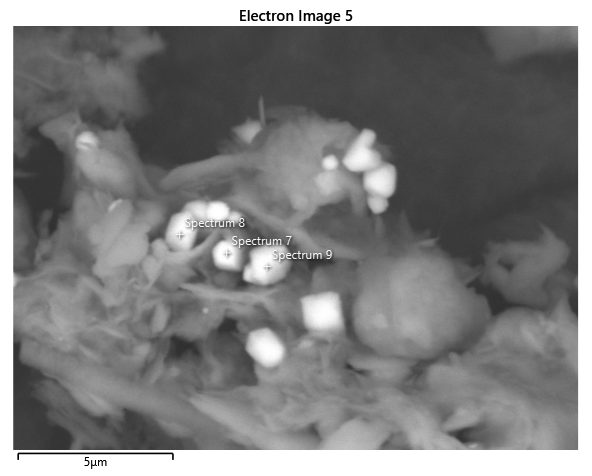 Electron Image 5
Spectrum 8
Spectrum 7
Spectrum 9
5μm